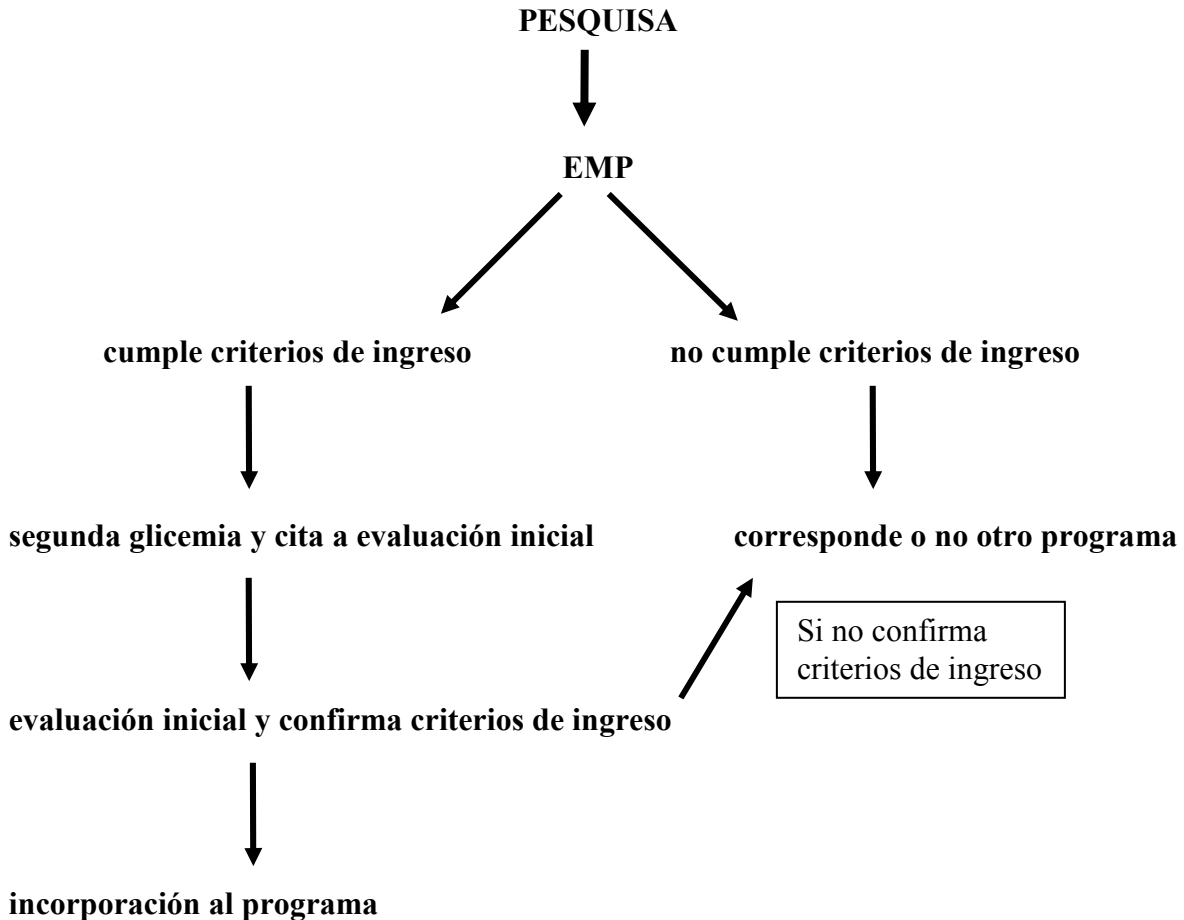 PESQUISA
EMP
cumple criterios de ingreso
no cumple criterios de ingreso
segunda glicemia y cita a evaluación inicial
corresponde o no otro programa
Si no confirma
criterios de ingreso
evaluación inicial y confirma criterios de ingreso
incorporación al programa